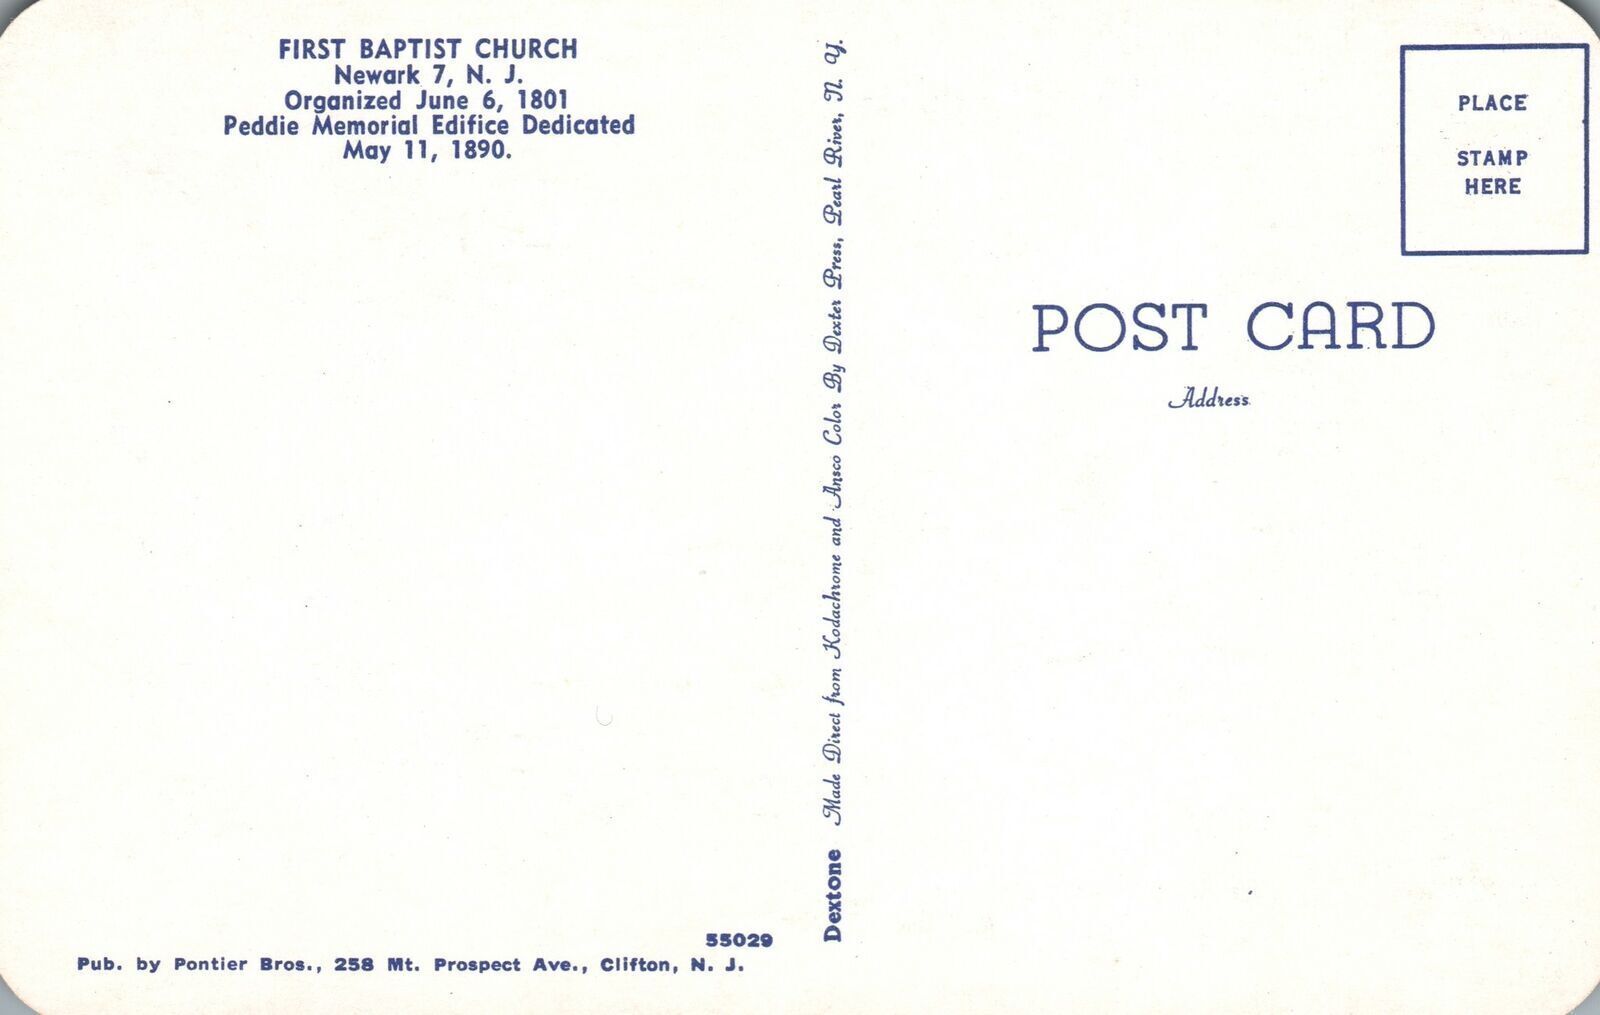 FIRST BAPTIST CHURCH
Newark 7, N. J.
Organized June 6, 1801
Peddie Memorial Edifice Dedicated
May 11, 1890.
55029
Pub. by Pontier Bros., 258 Mt. Prospect Ave., Clifton, N. J.
Dextone Made Direct from Kodachrome and Ansco Color By Dexter Press, Pearl River, N. Y.
PLACE
STAMP
HERE
POST CARD
Address